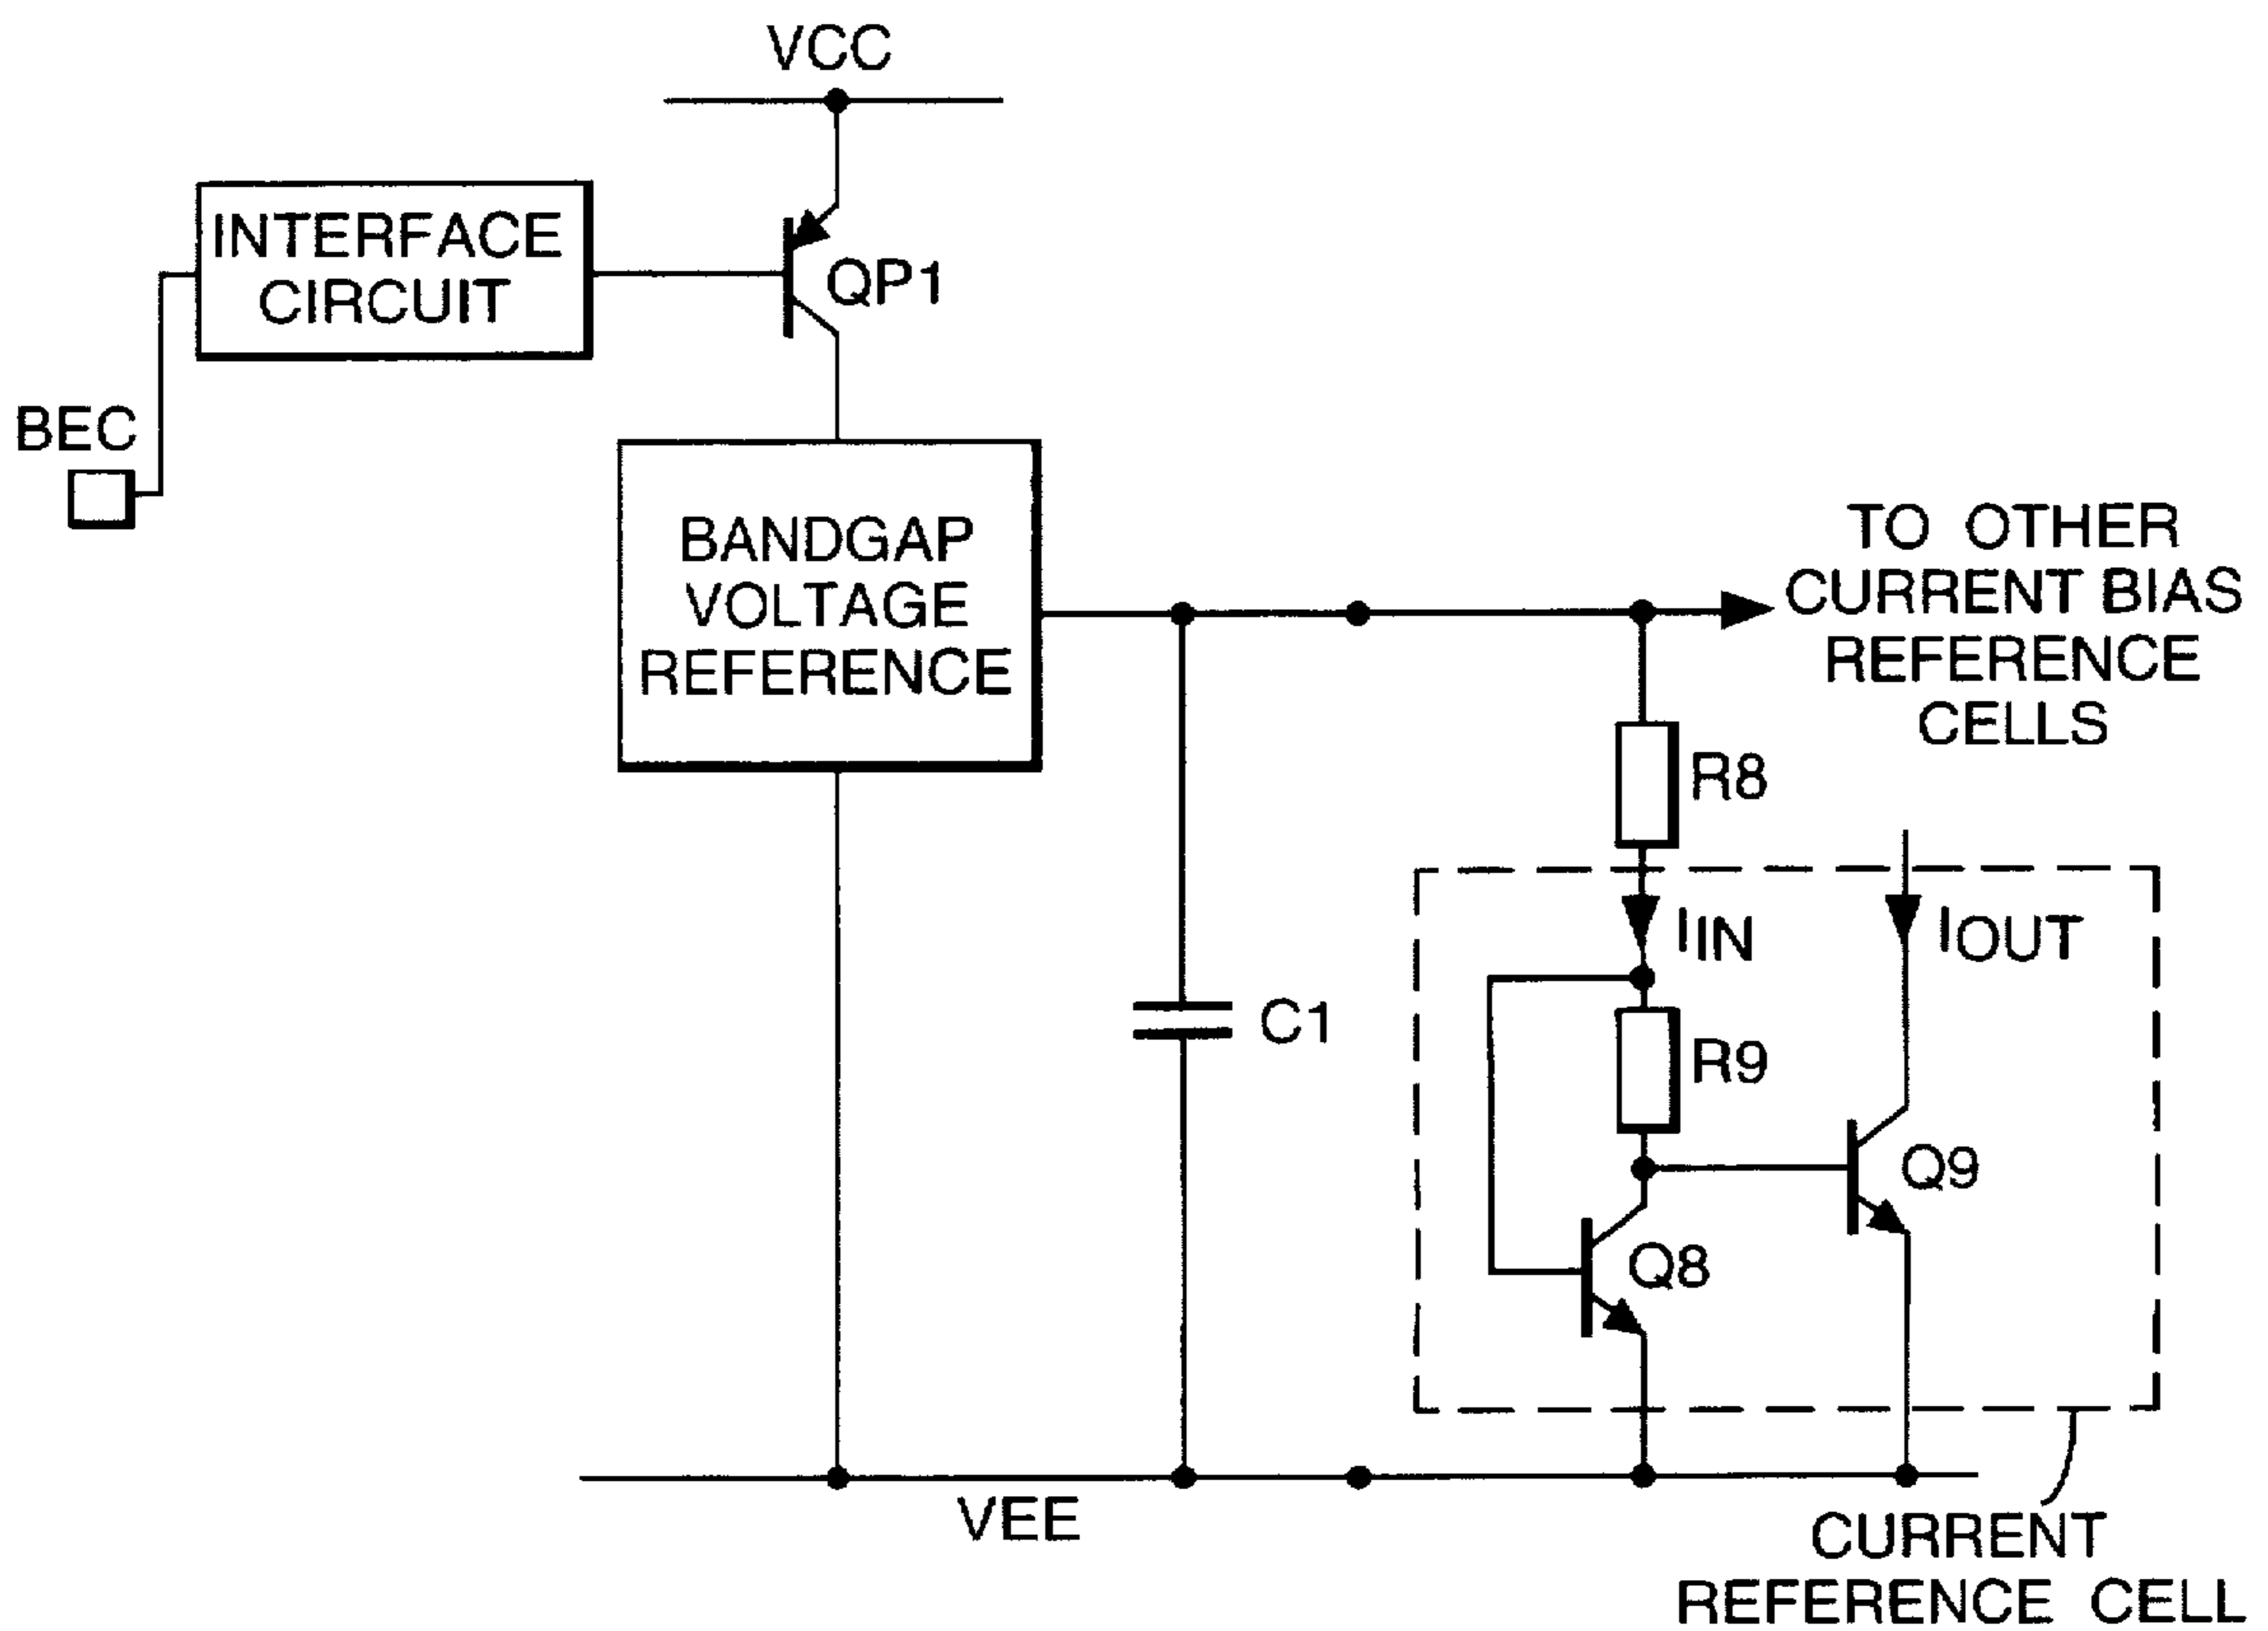 VCC
INTERFACE
CIRCUIT
QP1
BEC
BANDGAP
VOLTAGE
REFERENCE
TO OTHER
CURRENT BIAS
REFERENCE
CELLS
R8
IIN
IOUT
C1
R9
Q9
Q8
VEE
CURRENT
REFERENCE CELL